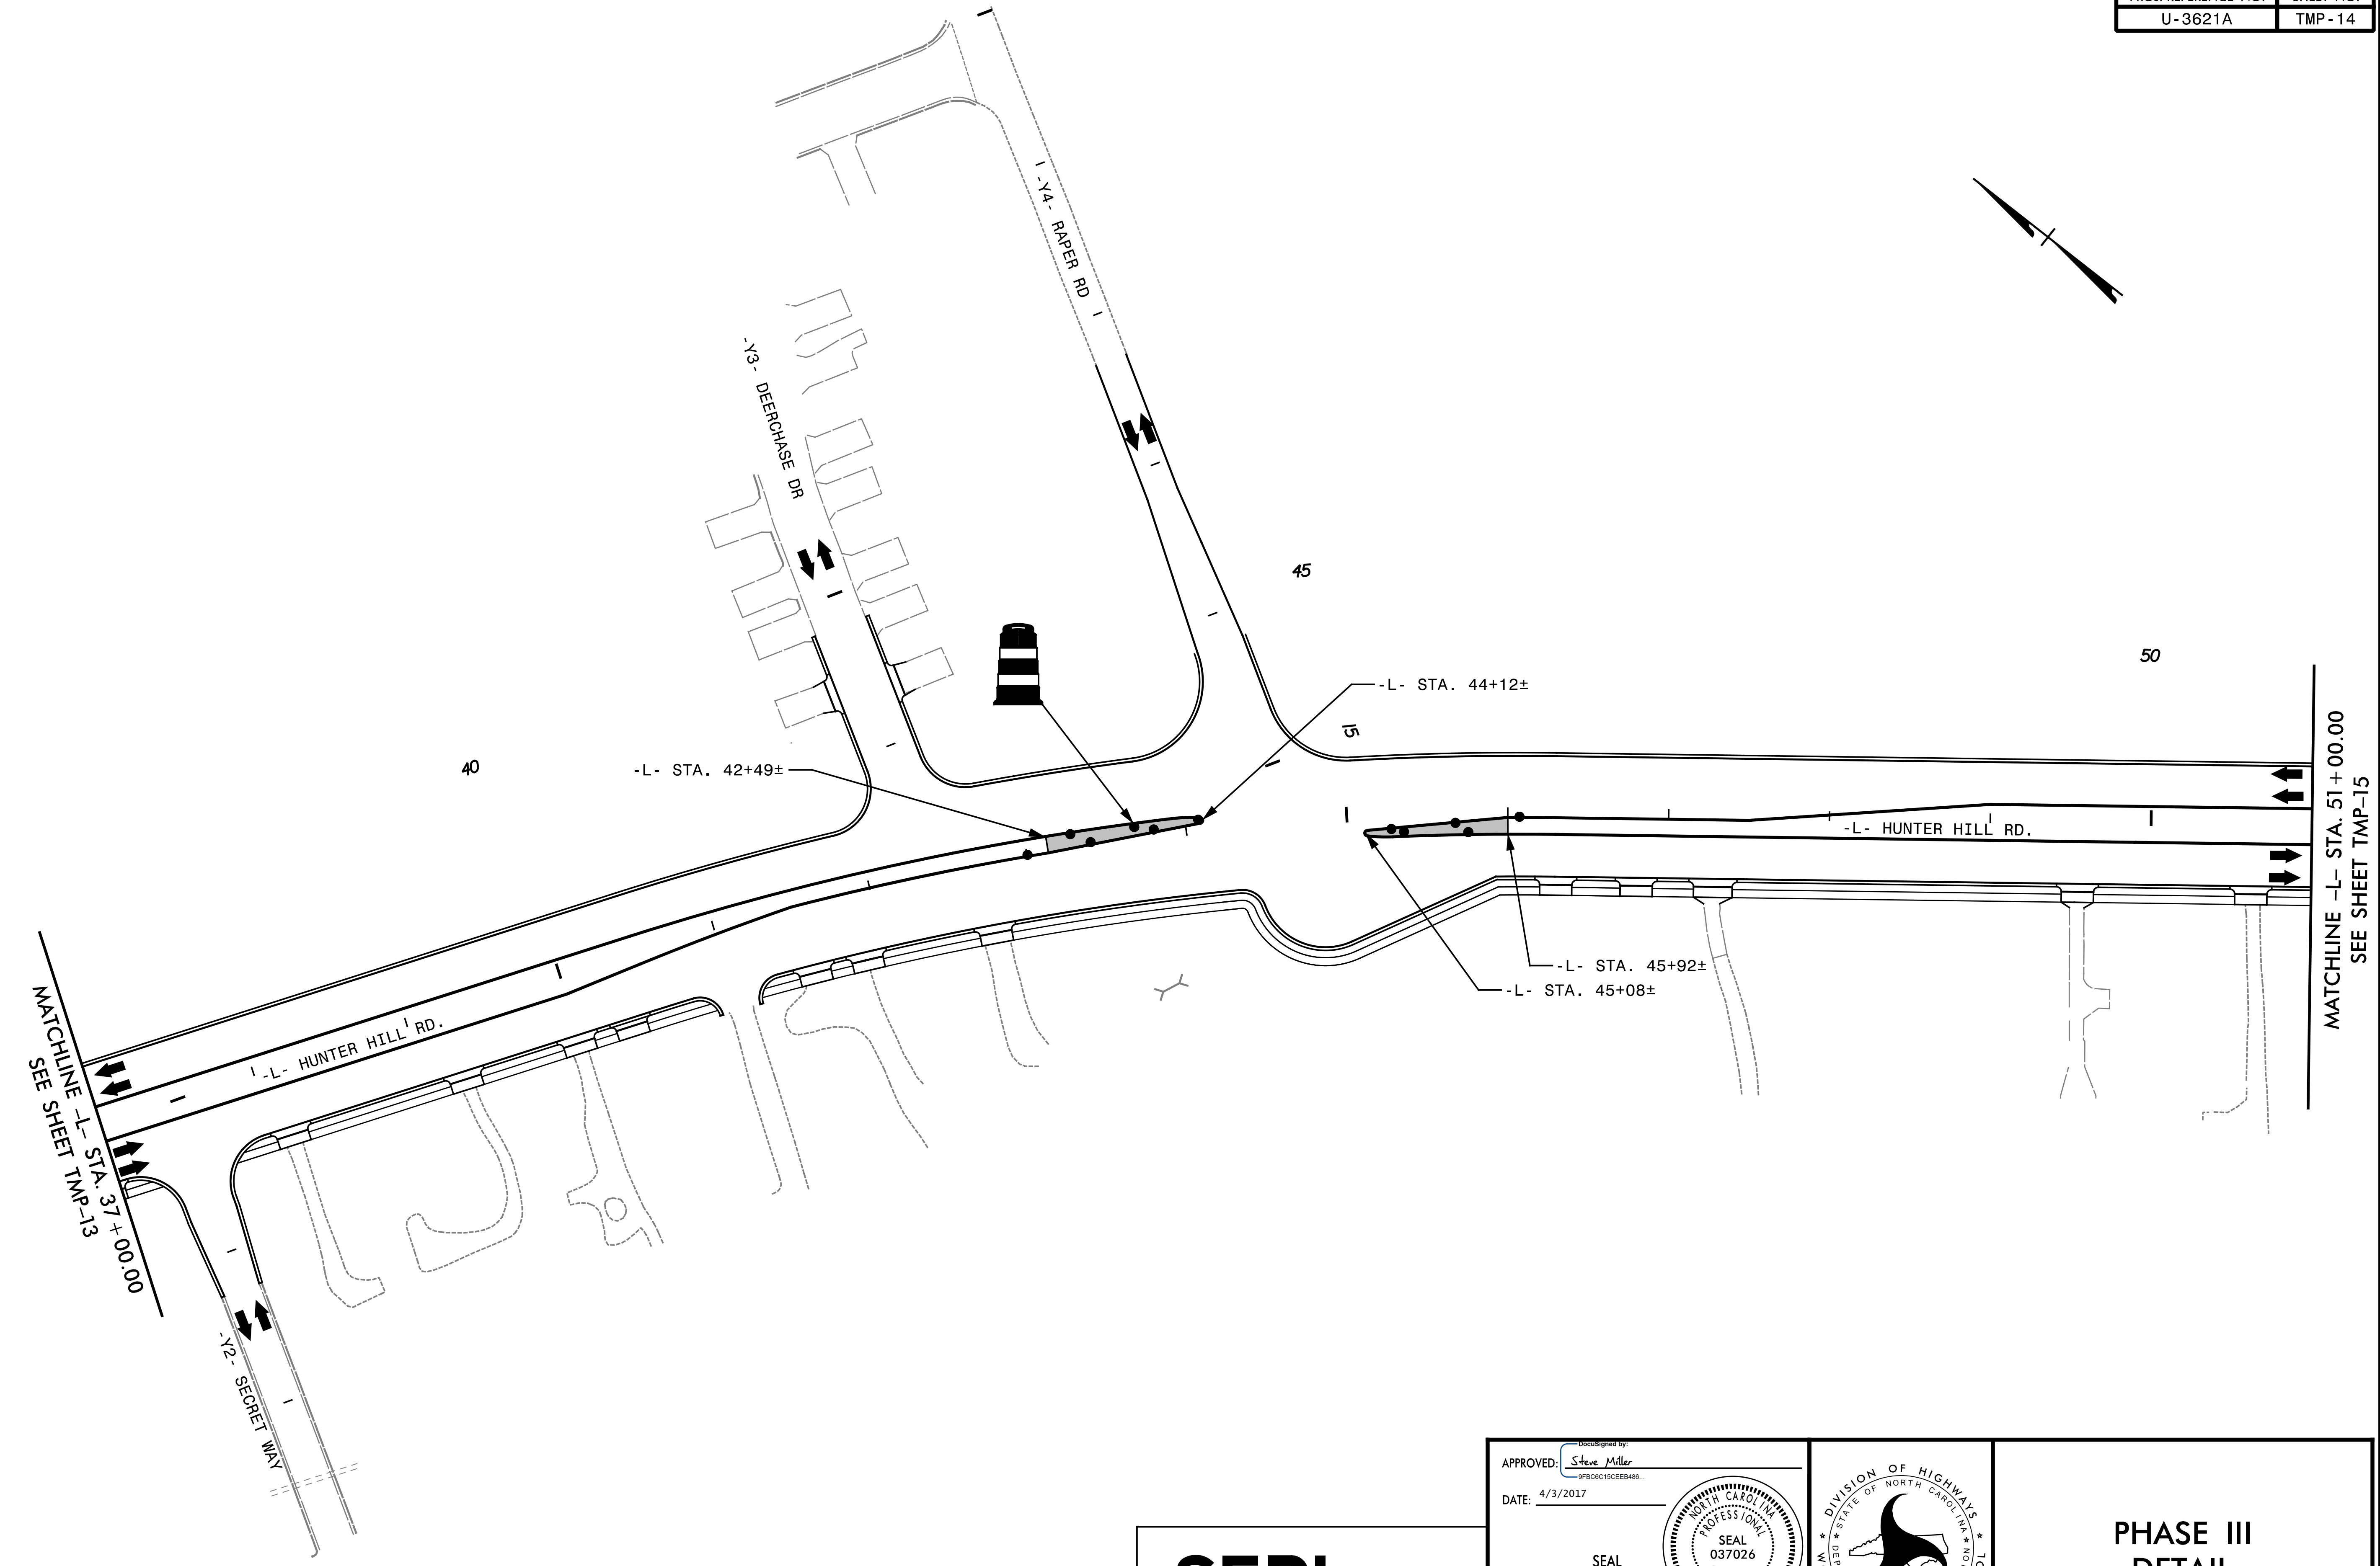 U-3621A
TMP-14
-Y4- RAPER RD
-Y3- DEERCHASE DR
45
50
-L- STA. 44+12±
15
40
-L- STA. 42+49±
-L- HUNTER HILL RD.
MATCHLINE -L- STA. 51+00.00
SEE SHEET TMP-15
-L- STA. 45+92±
-L- STA. 45+08±
-L- HUNTER HILL RD.
MATCHLINE -L- STA. 37+00.00
SEE SHEET TMP-13
-Y2- SECRET WAY
DocuSigned by:
APPROVED: Steve Miller
9FBC6C15CEEB486...
DATE: 4/3/2017
NORTH CAROLINA
PROFESSIONAL
SEAL
037026
SEAL
DIVISION OF HIGHWAYS
STATE OF NORTH CAROLINA
PHASE III